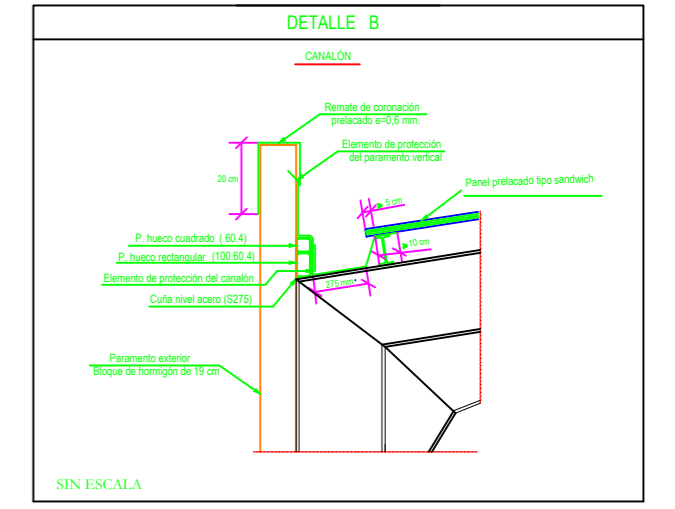 DETALLE B
CANALÓN
Remate de coronación
prelacado e=0,6 mm.
Elemento de protección
del paramento vertical
20 cm
Panel prelacado tipo sandwich
≥ 5 cm
P. hueco cuadrado ( 60.4)
≥10 cm
P. hueco rectangular (100.60.4)
Elemento de protección del canalón
275 mm.
Cuña nivel acero (S275)
Paramento exterior
Bloque de hormigón de 19 cm
SIN ESCALA